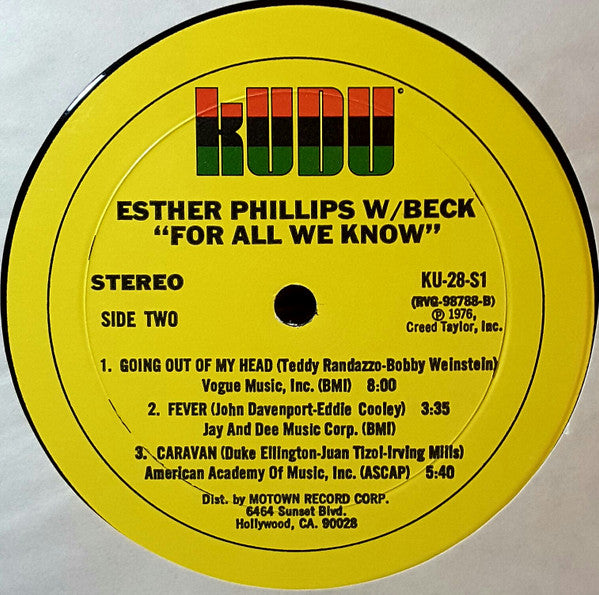 KUDU ©
ESTHER PHILLIPS W/BECK
"FOR ALL WE KNOW"
STEREO
SIDE TWO
KU-28-S1
(RVG-98788-B)
℗ 1976,
Creed Taylor, Inc.
1. GOING OUT OF MY HEAD (Teddy Randazzo-Bobby Weinstein)
Vogue Music, Inc. (BMI) 8:00
2. FEVER (John Davenport-Eddie Cooley) 3:35
Jay And Dee Music Corp. (BMI)
3. CARAVAN (Duke Ellington-Juan Tizol-Irving Mills)
American Academy Of Music, Inc. (ASCAP) 5:40
Dist. by MOTOWN RECORD CORP.
6464 Sunset Blvd.
Hollywood, CA. 90028